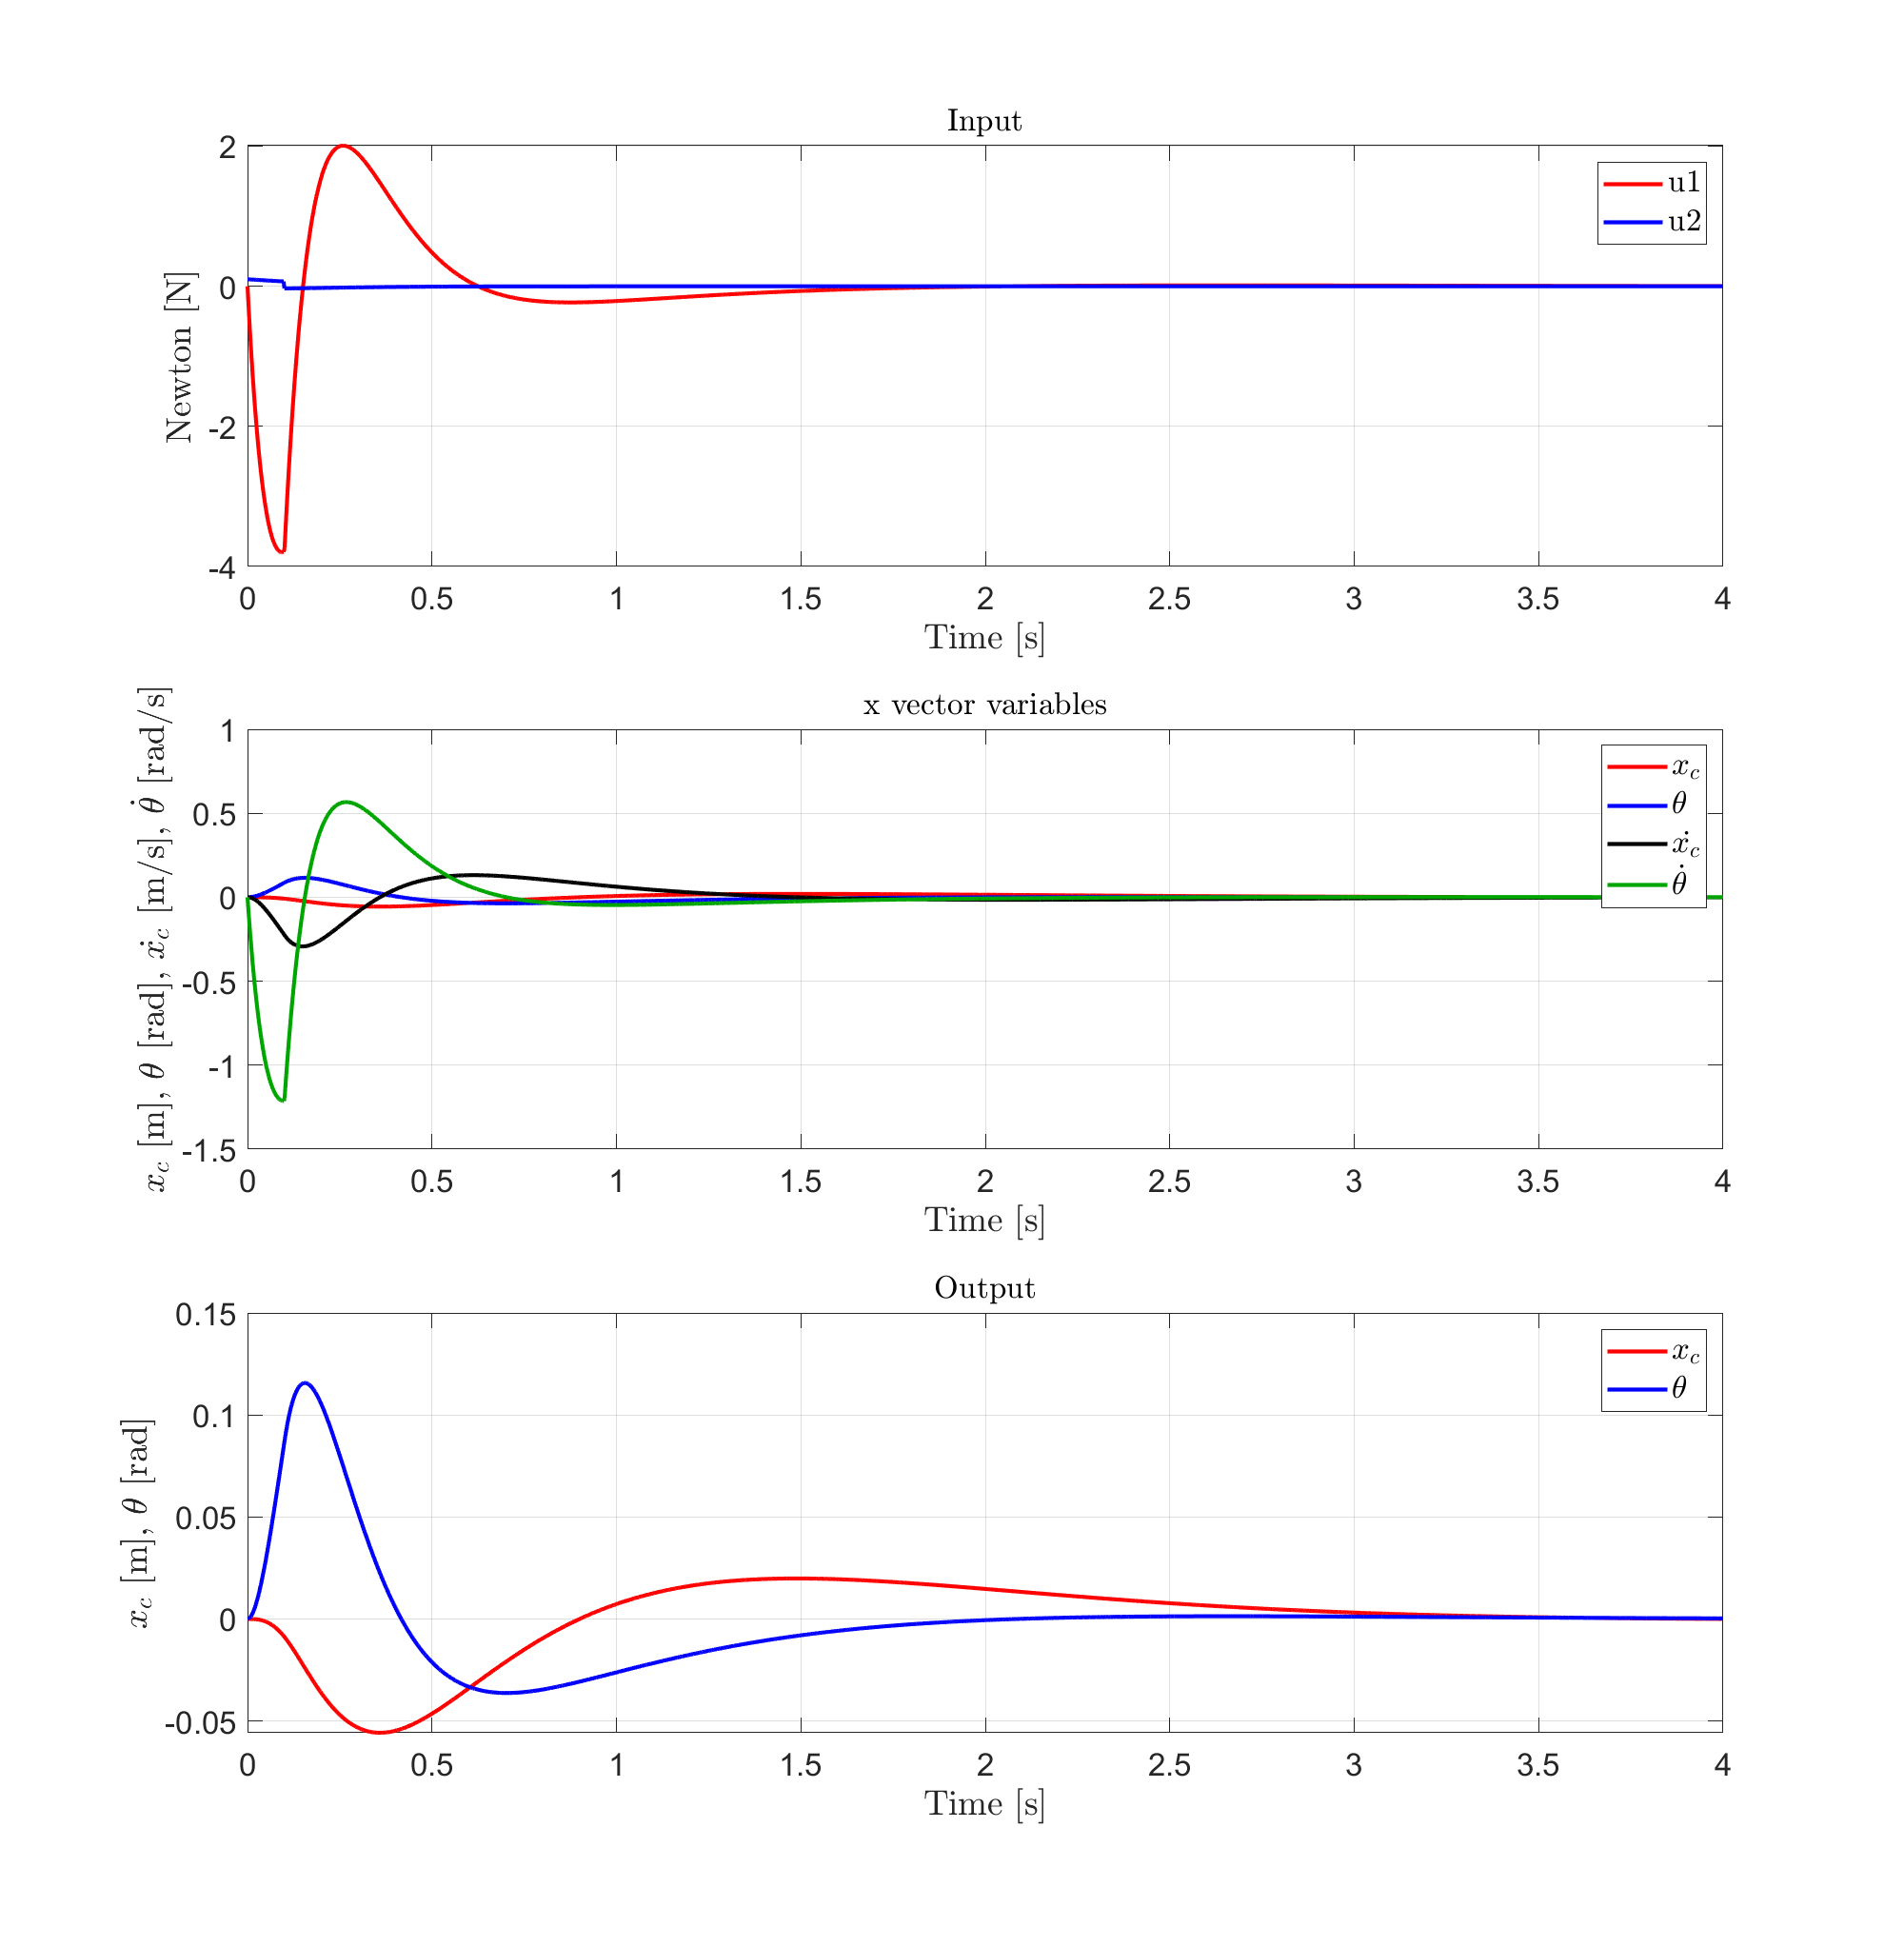 Input
2
0
-2
-4
Newton [N]
u1
u2
0 0.5 1 1.5 2 2.5 3 3.5 4
Time [s]
x vector variables
1
0.5
0
-0.5
-1
-1.5
x_c [m], θ [rad], ẋ_c [m/s], θ̇ [rad/s]
x_c
θ
ẋ_c
θ̇
0 0.5 1 1.5 2 2.5 3 3.5 4
Time [s]
Output
0.15
0.1
0.05
0
-0.05
x_c [m], θ [rad]
x_c
θ
0 0.5 1 1.5 2 2.5 3 3.5 4
Time [s]